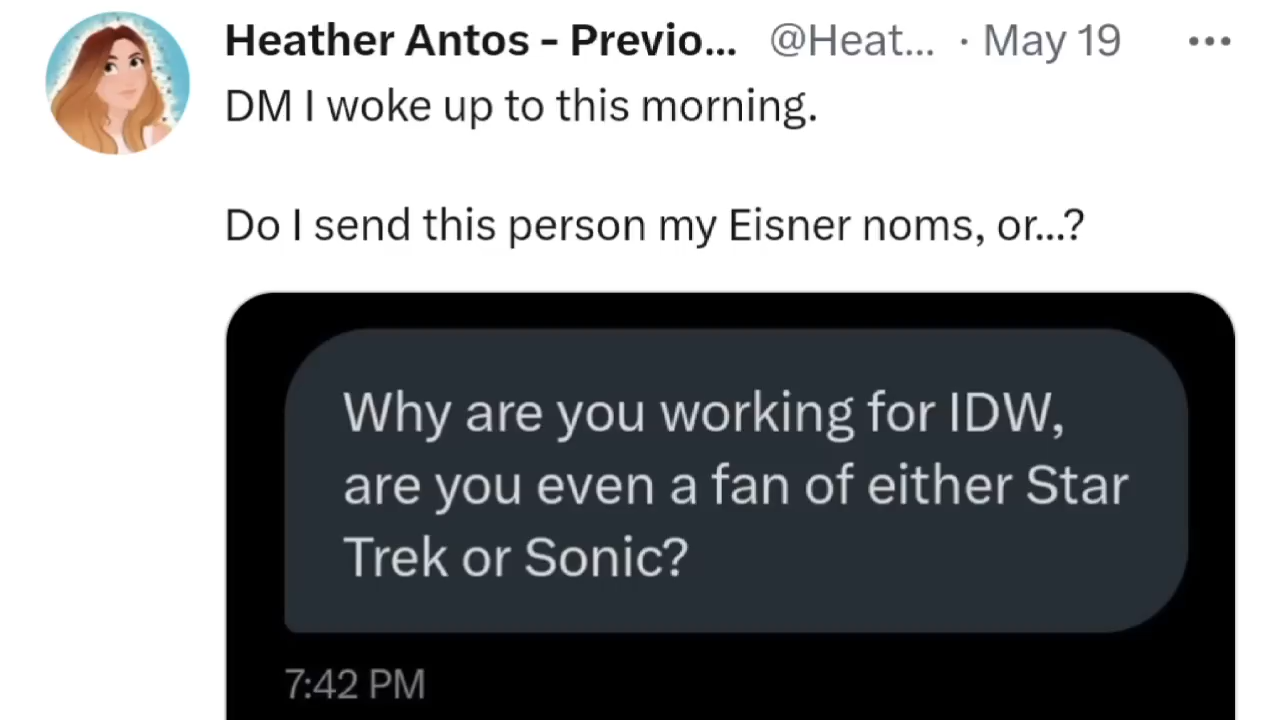 Heather Antos - Previo... @Heat... · May 19
DM I woke up to this morning.
Do I send this person my Eisner noms, or...?
Why are you working for IDW,
are you even a fan of either Star
Trek or Sonic?
7:42 PM